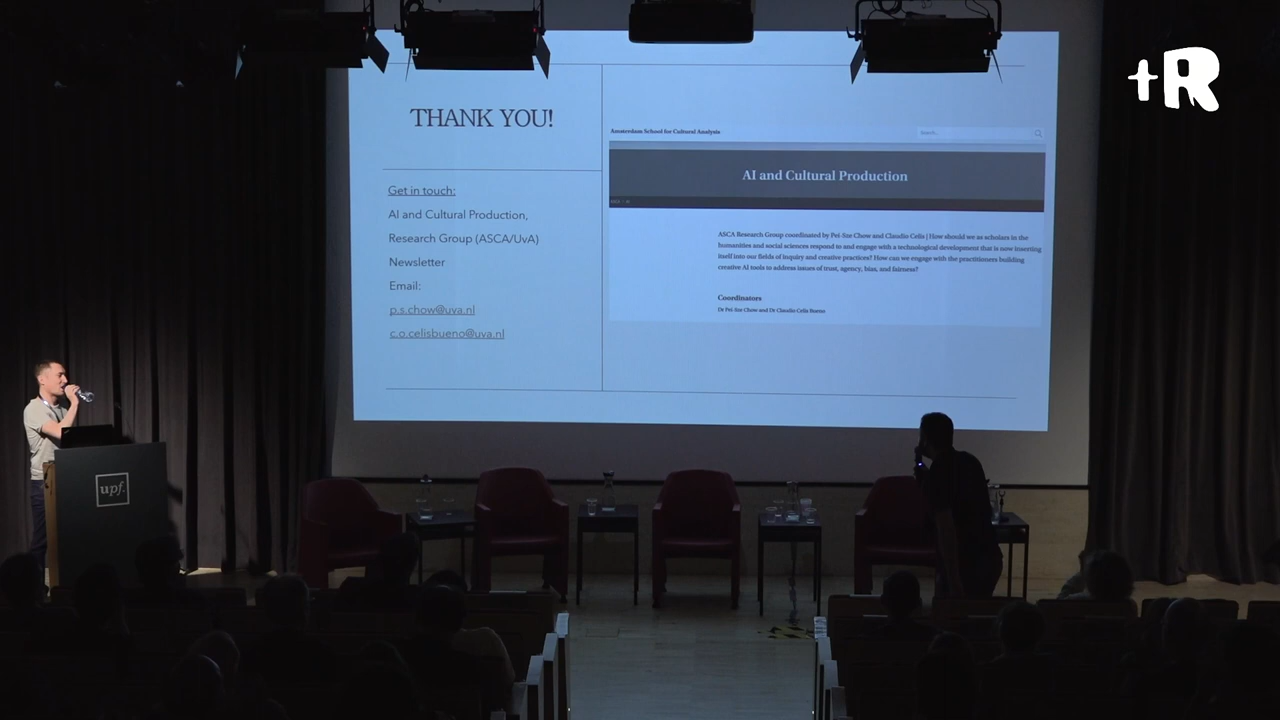 +R
THANK YOU!
Get in touch:
AI and Cultural Production,
Research Group (ASCA/UvA)
Newsletter
Email:
p.s.chow@uva.nl
c.o.celisbueno@uva.nl
Amsterdam School for Cultural Analysis
Search...
AI and Cultural Production
ASCA Research Group coordinated by Pei-Sze Chow and Claudio Celis | How should we as scholars in the
humanities and social sciences respond to and engage with a technological development that is now inserting
itself into our fields of inquiry and creative practices? How can we engage with the practitioners building
creative AI tools to address issues of trust, agency, bias, and fairness?
Coordinators
Dr Pei-Sze Chow and Dr Claudio Celis Bueno
upf.